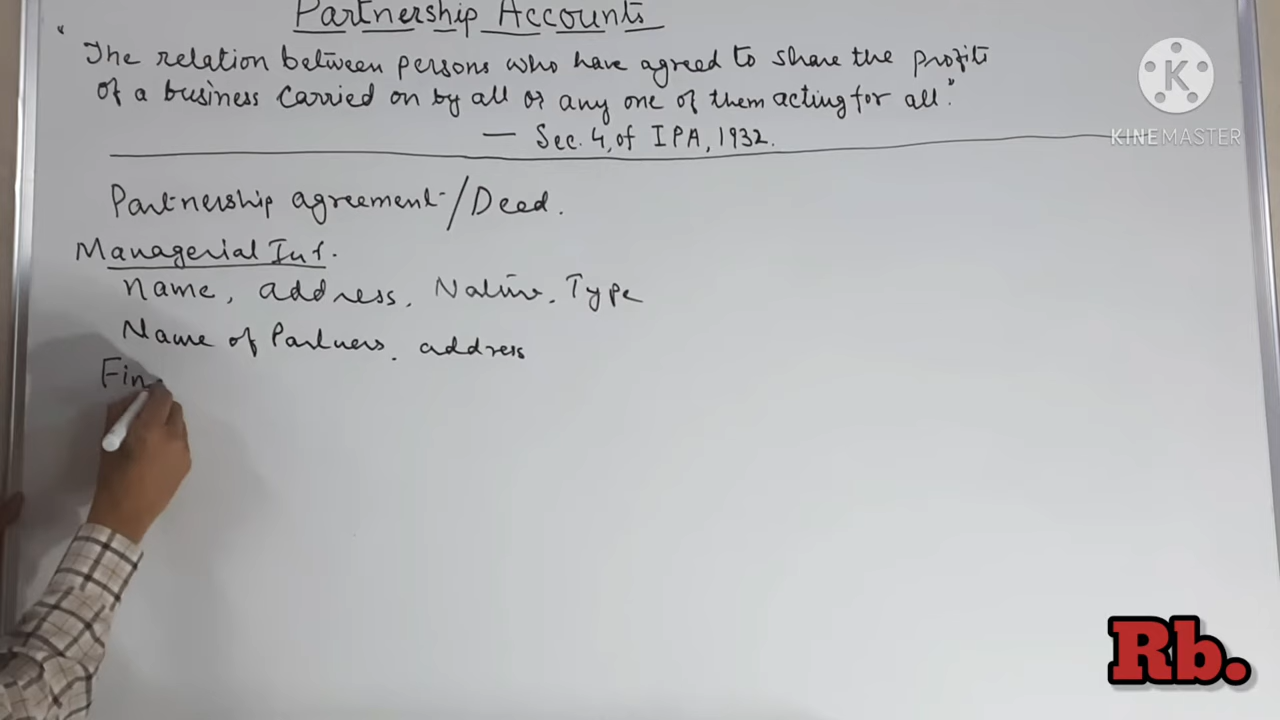 Partnership Accounts
"The relation between persons who have agreed to share the profits
of a business carried on by all or any one of them acting for all."
— Sec. 4, of IPA, 1932.
Partnership agreement/Deed.
Managerial Inf.
Name, address, Native, Type
Name of Partners. address
Fin
K
KINEMASTER
Rb.